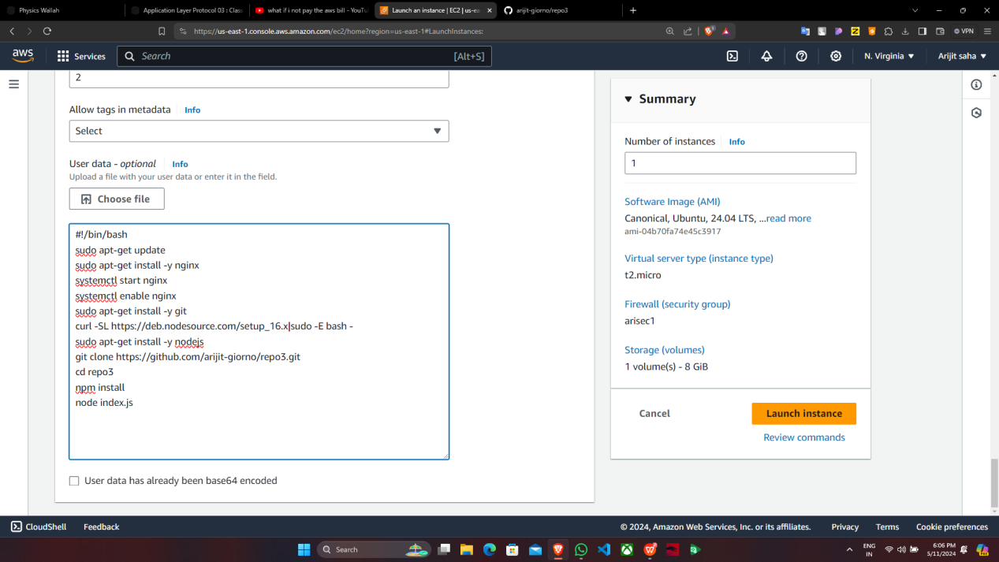 Physics Wallah
Application Layer Protocol 03 : Class
what if i not pay the aws bill - YouTu
Launch an instance | EC2 | us-ea
arijit-giorno/repo3
https://us-east-1.console.aws.amazon.com/ec2/home?region=us-east-1#LaunchInstances:
VPN
aws
Services
Search
[Alt+S]
N. Virginia
Arijit saha
2
Allow tags in metadata
Info
Select
User data - optional
Info
Upload a file with your user data or enter it in the field.
Choose file
#!/bin/bash
sudo apt-get update
sudo apt-get install -y nginx
systemctl start nginx
systemctl enable nginx
sudo apt-get install -y git
curl -SL https://deb.nodesource.com/setup_16.x|sudo -E bash -
sudo apt-get install -y nodejs
git clone https://github.com/arijit-giorno/repo3.git
cd repo3
npm install
node index.js
User data has already been base64 encoded
Summary
Number of instances
Info
1
Software Image (AMI)
Canonical, Ubuntu, 24.04 LTS, ...read more
ami-04b70fa74e45c3917
Virtual server type (instance type)
t2.micro
Firewall (security group)
arisec1
Storage (volumes)
1 volume(s) - 8 GiB
Cancel
Launch instance
Review commands
CloudShell
Feedback
© 2024, Amazon Web Services, Inc. or its affiliates.
Privacy
Terms
Cookie preferences
Search
ENG
IN
6:06 PM
5/11/2024